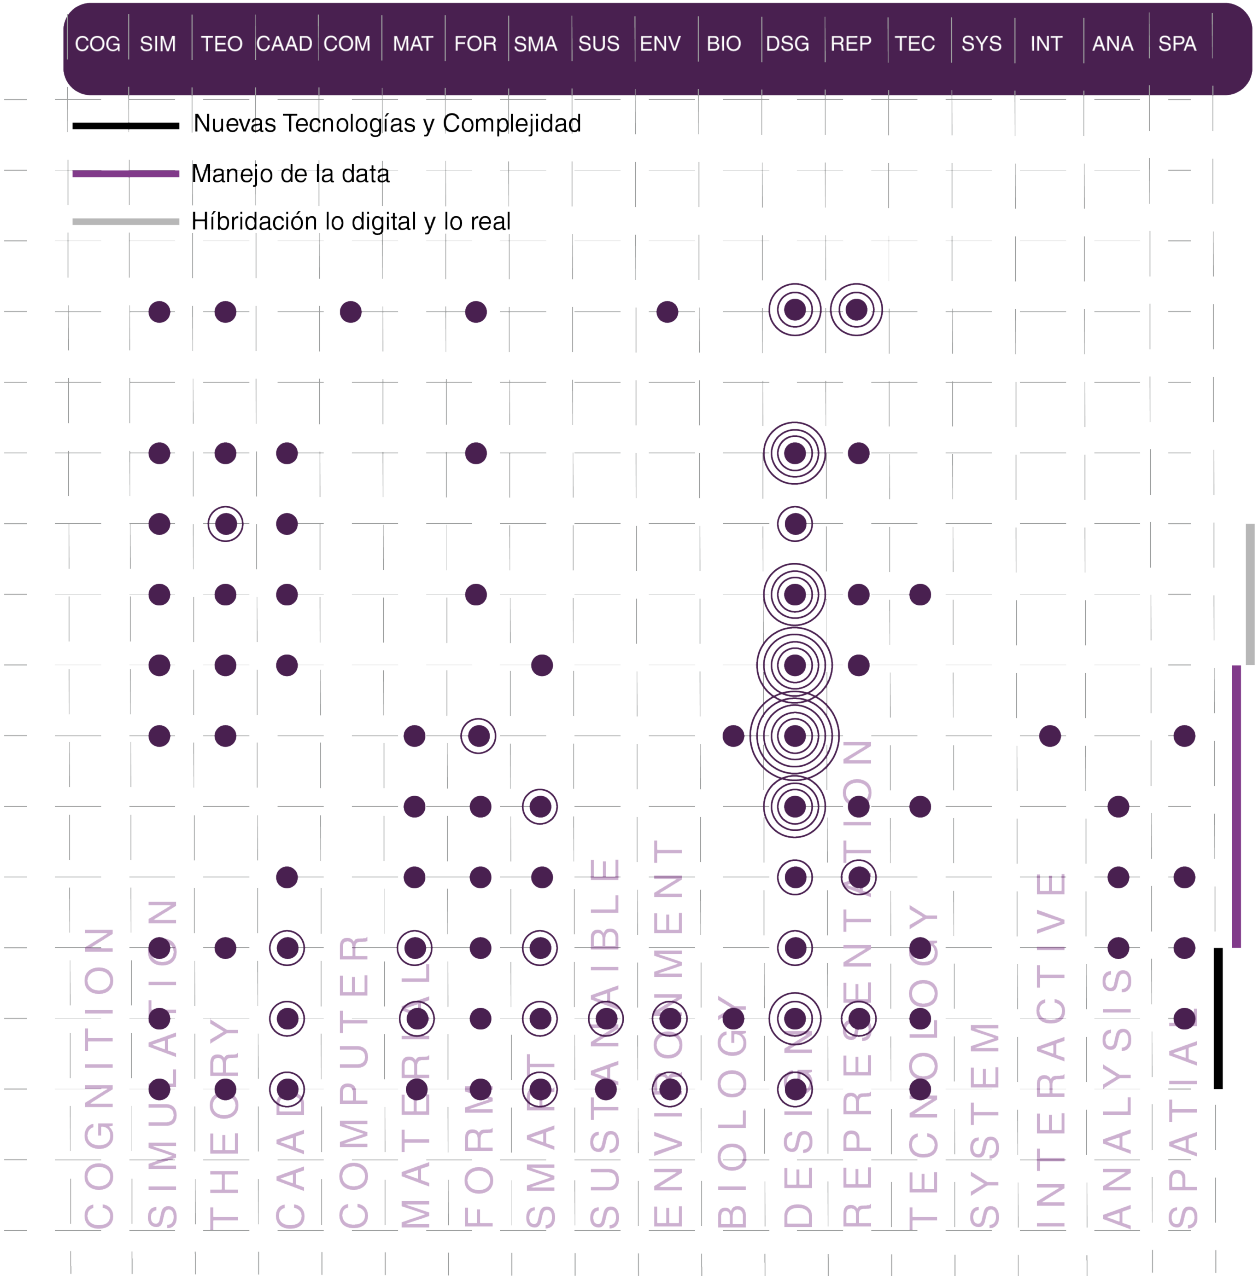 COG SIM TEO CAAD COM MAT FOR SMA SUS ENV BIO DSG REP TEC SYS INT ANA SPA
Nuevas Tecnologías y Complejidad
Manejo de la data
Híbridación lo digital y lo real
COGNITION
SIMULATION
THEORY
CAAD
COMPUTER
MATERIAL
FORM
SMART
SUSTANAIBLE
ENVIRONMENT
BIOLOGY
DESIGN
REPRESENTATION
TECNOLOGY
SYSTEM
INTERACTIVE
ANALYSIS
SPATIAL